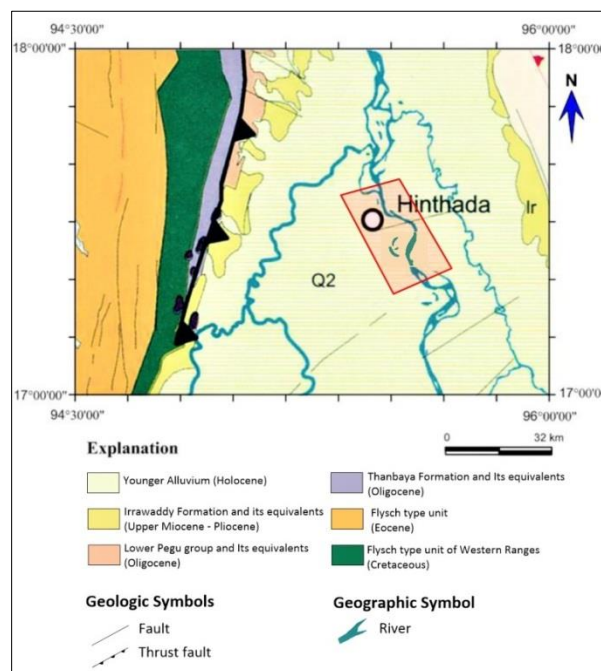 94°30'00" 96°00'00"
18°00'00" 18°00'00"
N
Hinthada
Ir
Q2
17°00'00" 17°00'00"
94°30'00" 96°00'00"
Explanation
0 32 km
Younger Alluvium (Holocene)
Thanbaya Formation and Its equivalents
(Oligocene)
Irrawaddy Formation and its equivalents
(Upper Miocene - Pliocene)
Flysch type unit
(Eocene)
Lower Pegu group and Its equivalents
(Oligocene)
Flysch type unit of Western Ranges
(Cretaceous)
Geologic Symbols
Geographic Symbol
Fault
River
Thrust fault